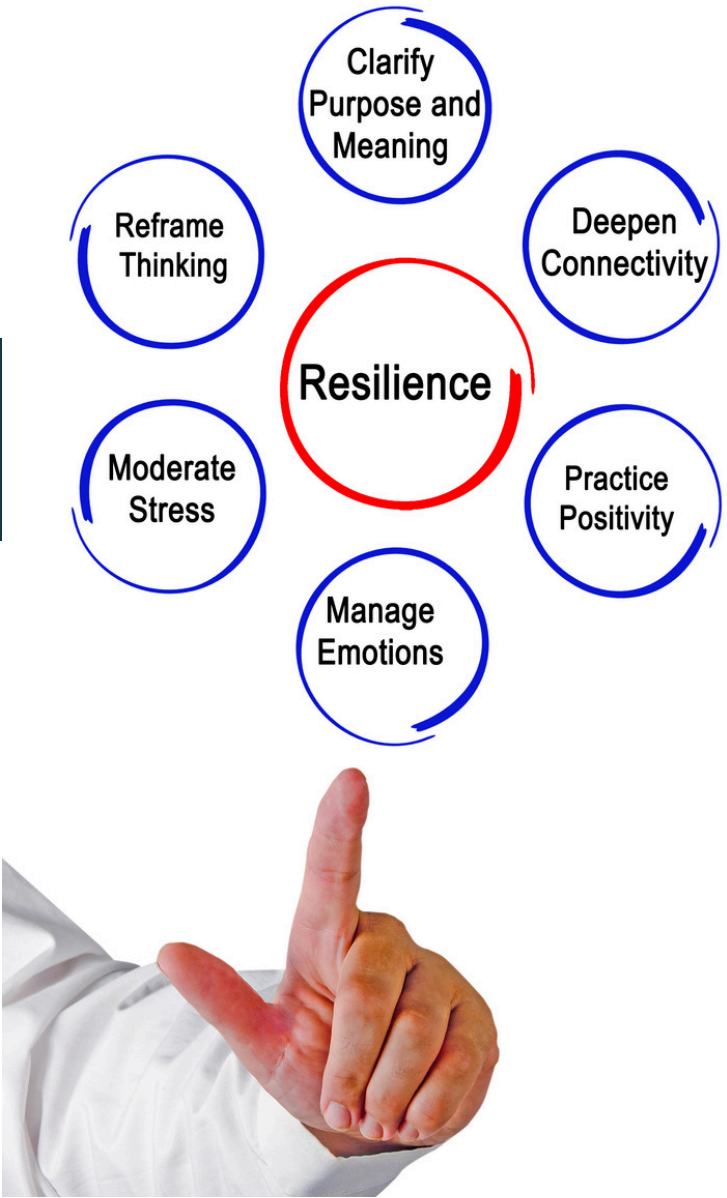 Clarify
Purpose and
Meaning
Deepen
Connectivity
Practice
Positivity
Manage
Emotions
Moderate
Stress
Reframe
Thinking
Resilience